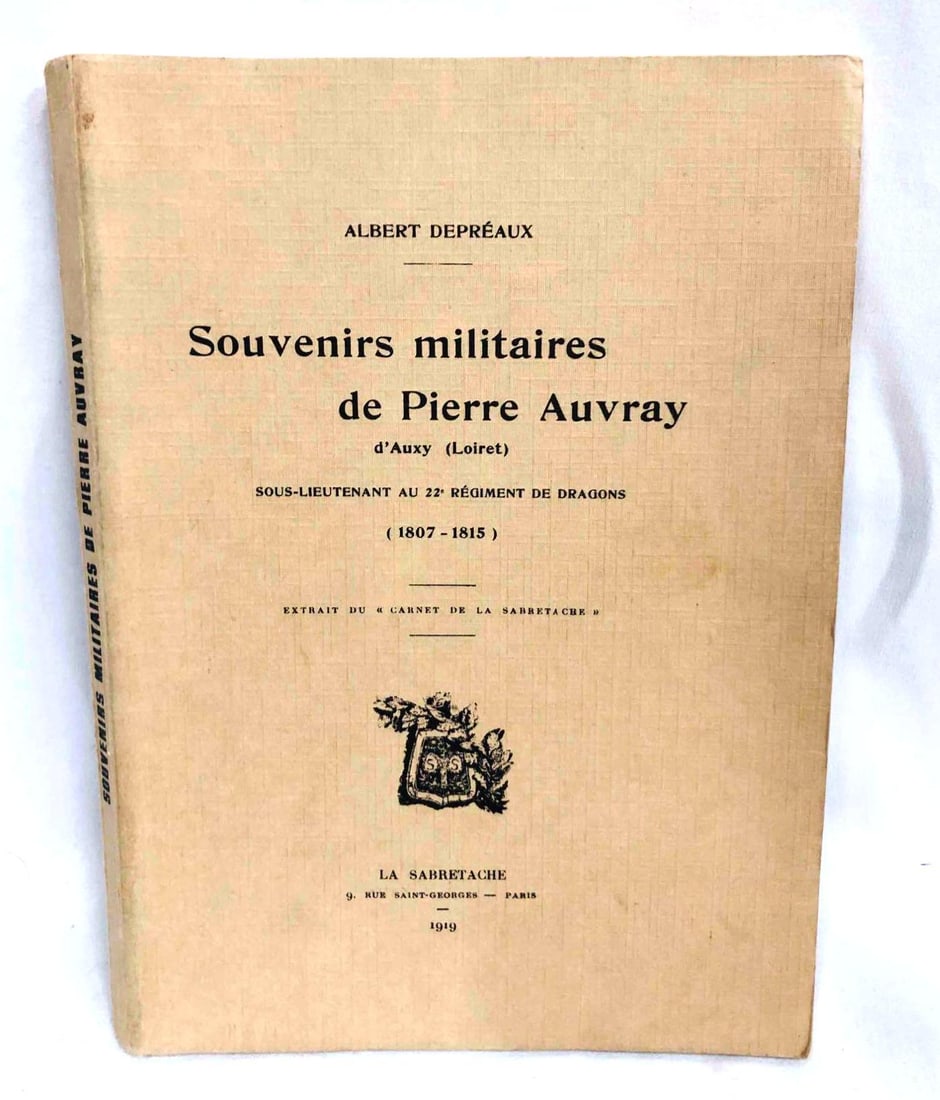 ALBERT DEPRÉAUX
Souvenirs militaires
de Pierre Auvray
d'Auxy (Loiret)
SOUS-LIEUTENANT AU 22e RÉGIMENT DE DRAGONS
( 1807 - 1815 )
EXTRAIT DU « CARNET DE LA SABRETACHE »
LA SABRETACHE
9, RUE SAINT-GEORGES — PARIS
1919
SOUVENIRS MILITAIRES DE PIERRE AUVRAY